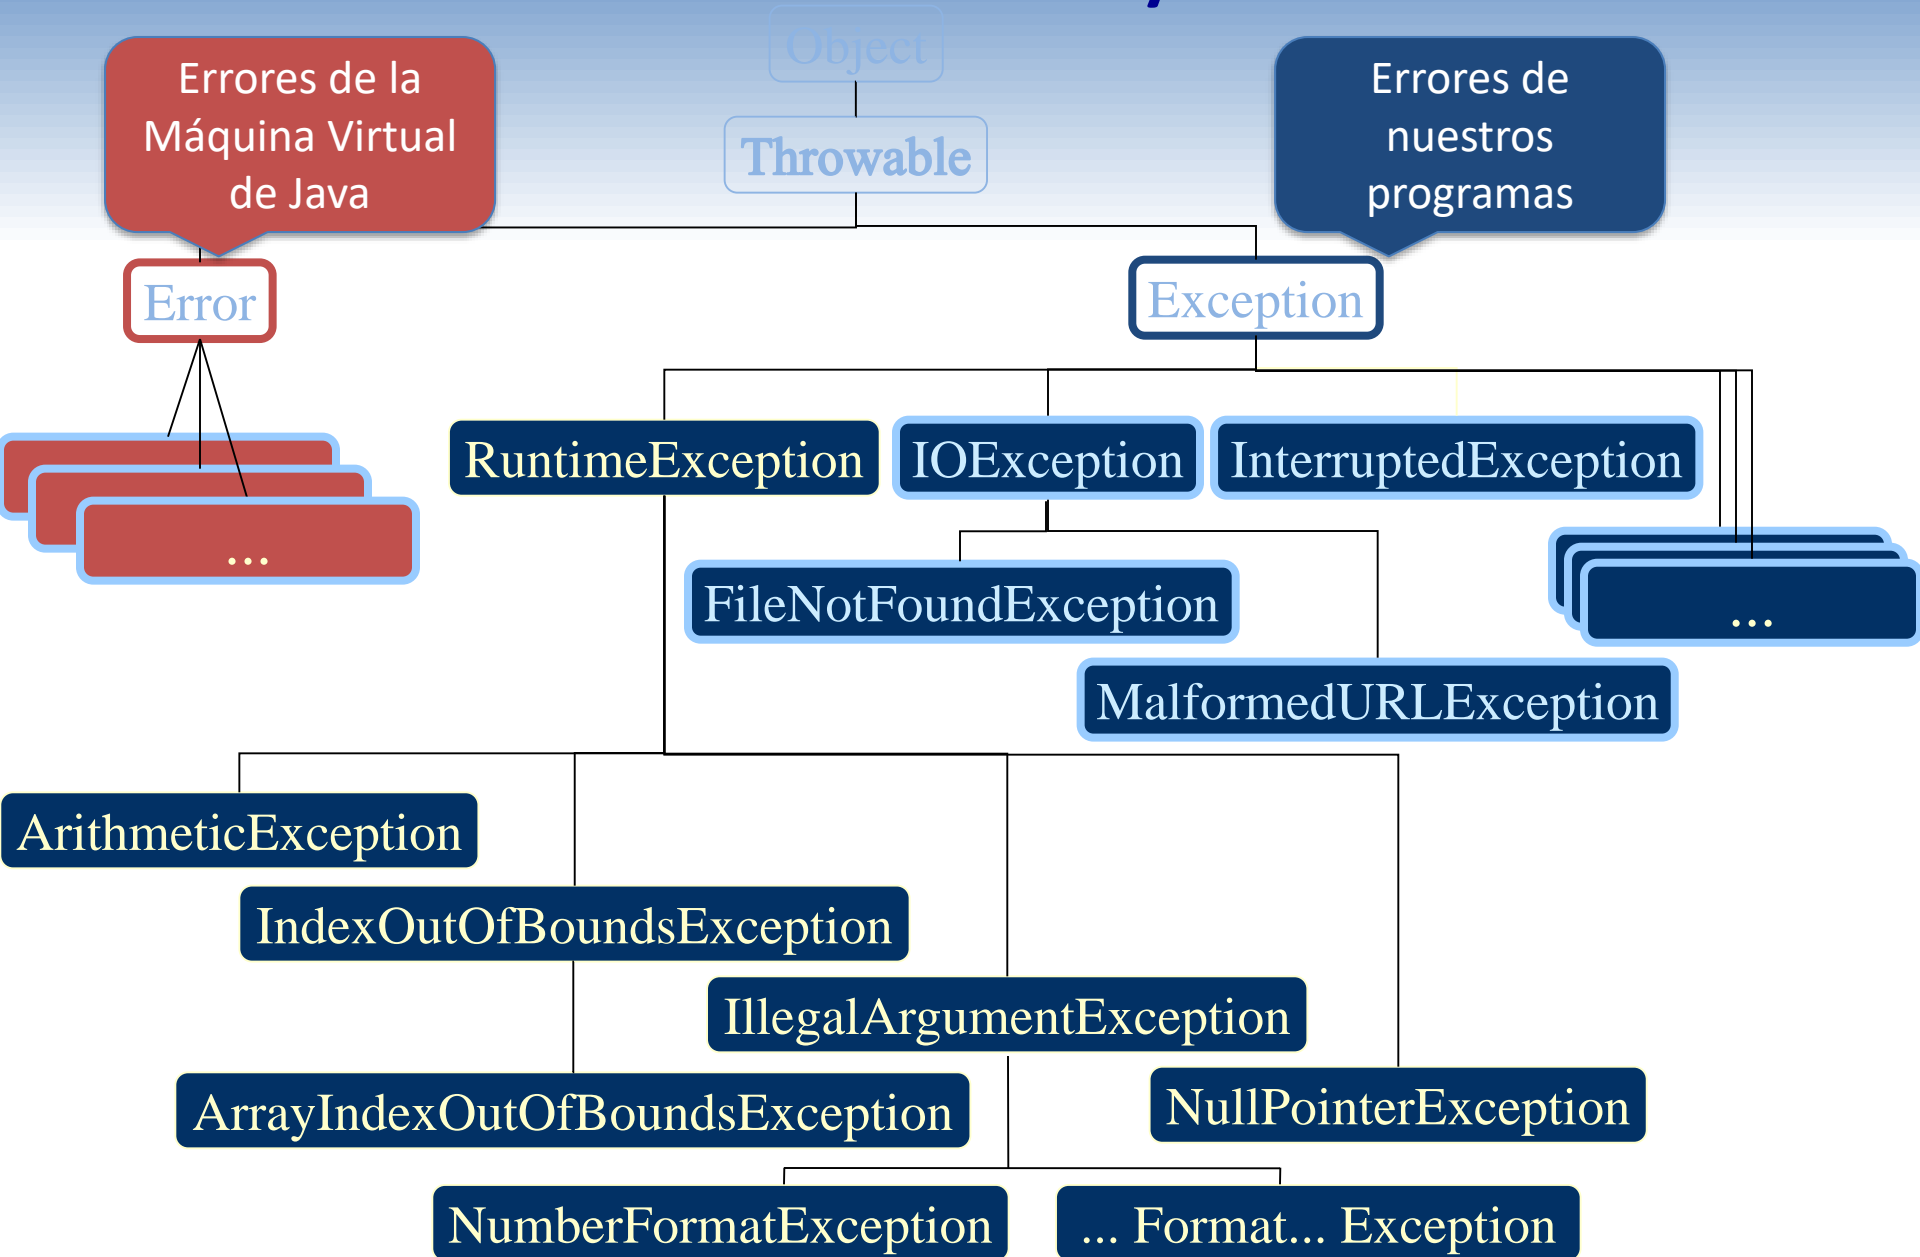 Object
Errores de la
Máquina Virtual
de Java
Errores de
nuestros
programas
Throwable
Error
Exception
RuntimeException
IOException
InterruptedException
...
FileNotFoundException
...
MalformedURLException
ArithmeticException
IndexOutOfBoundsException
IllegalArgumentException
ArrayIndexOutOfBoundsException
NullPointerException
NumberFormatException
... Format... Exception